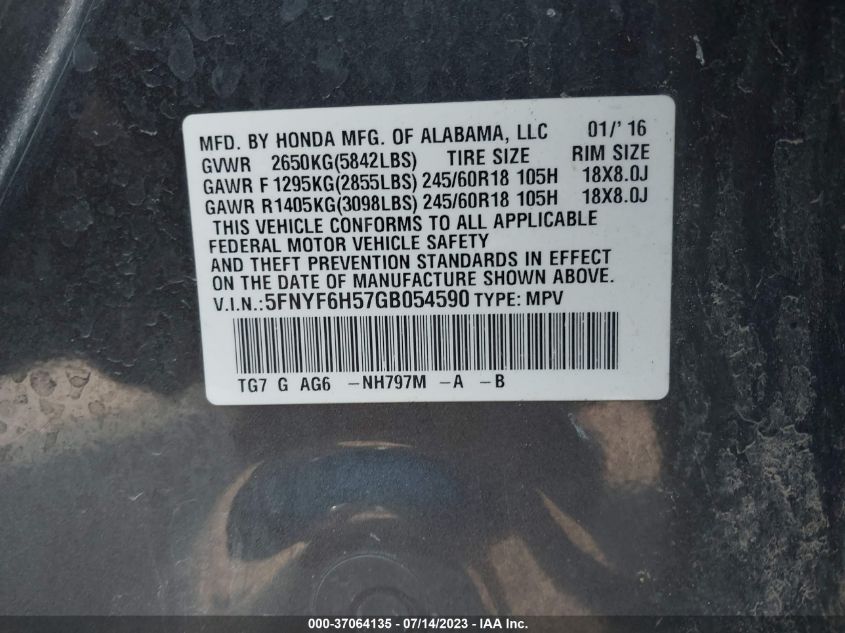 MFD. BY HONDA MFG. OF ALABAMA, LLC 01/' 16
GVWR 2650KG(5842LBS) TIRE SIZE RIM SIZE
GAWR F 1295KG(2855LBS) 245/60R18 105H 18X8.0J
GAWR R1405KG(3098LBS) 245/60R18 105H 18X8.0J
THIS VEHICLE CONFORMS TO ALL APPLICABLE
FEDERAL MOTOR VEHICLE SAFETY
AND THEFT PREVENTION STANDARDS IN EFFECT
ON THE DATE OF MANUFACTURE SHOWN ABOVE.
V.I.N.:5FNYF6H57GB054590 TYPE: MPV
TG7 G AG6 –NH797M –A –B
000-37064135 - 07/14/2023 - IAA Inc.